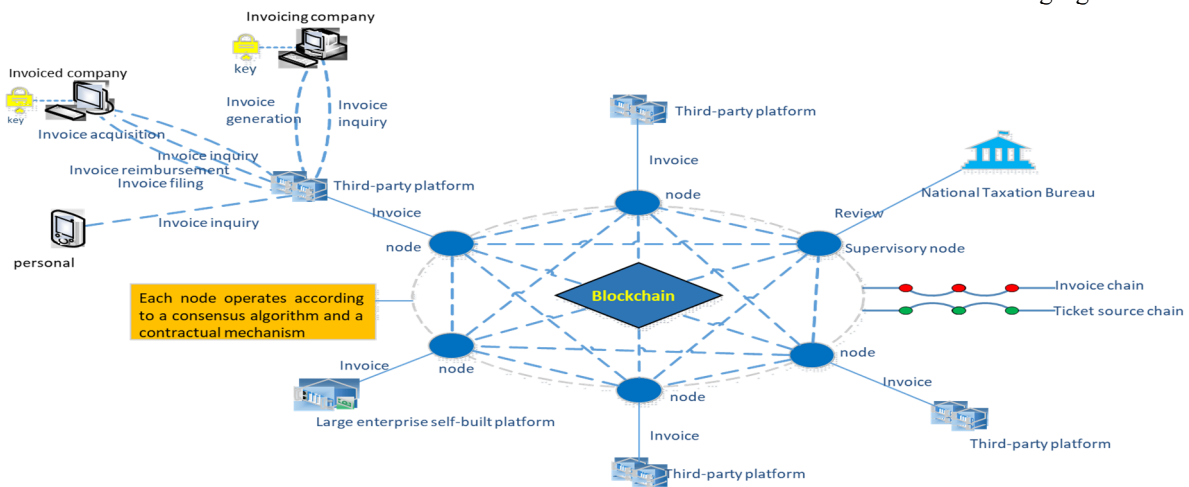 Invoicing company
key
Invoiced company
key
Invoice
generation
Invoice
inquiry
Invoice acquisition
Invoice inquiry
Invoice reimbursement
Invoice filing
Third-party platform
Invoice inquiry
personal
Invoice
node
Third-party platform
Invoice
node
National Taxation Bureau
Review
Supervisory node
Blockchain
Each node operates according
to a consensus algorithm and a
contractual mechanism
Invoice chain
Ticket source chain
Invoice
node
Large enterprise self-built platform
node
Invoice
Third-party platform
node
Invoice
Third-party platform